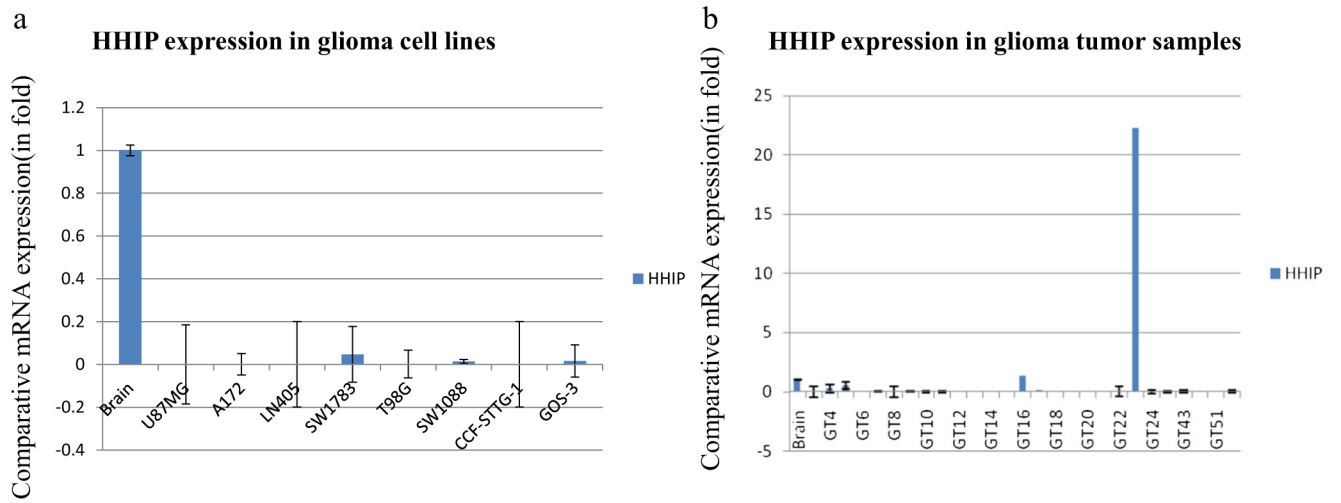 a
HHIP expression in glioma cell lines
Comparative mRNA expression(in fold)
1.2
1
0.8
0.6
0.4
0.2
0
-0.2
-0.4
Brain
U87MG
A172
LN405
SW1783
T98G
SW1088
CCF-STTG-1
GOS-3
HHIP
b
HHIP expression in glioma tumor samples
Comparative mRNA expression(in fold)
25
20
15
10
5
0
-5
Brain
GT4
GT6
GT8
GT10
GT12
GT14
GT16
GT18
GT20
GT22
GT24
GT43
GT51
HHIP